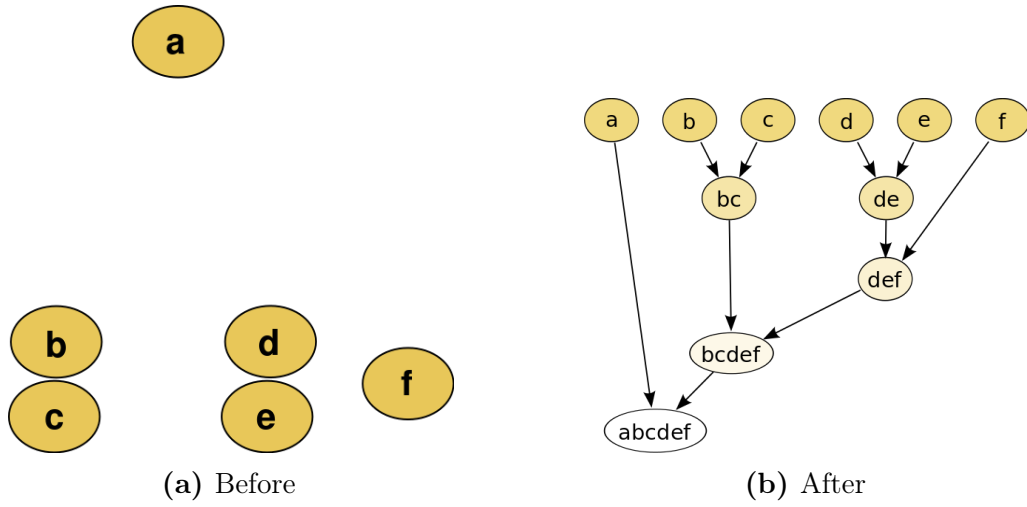 a
b
c
d
e
f
(a) Before
a b c d e f
bc de
def
bcdef
abcdef
(b) After